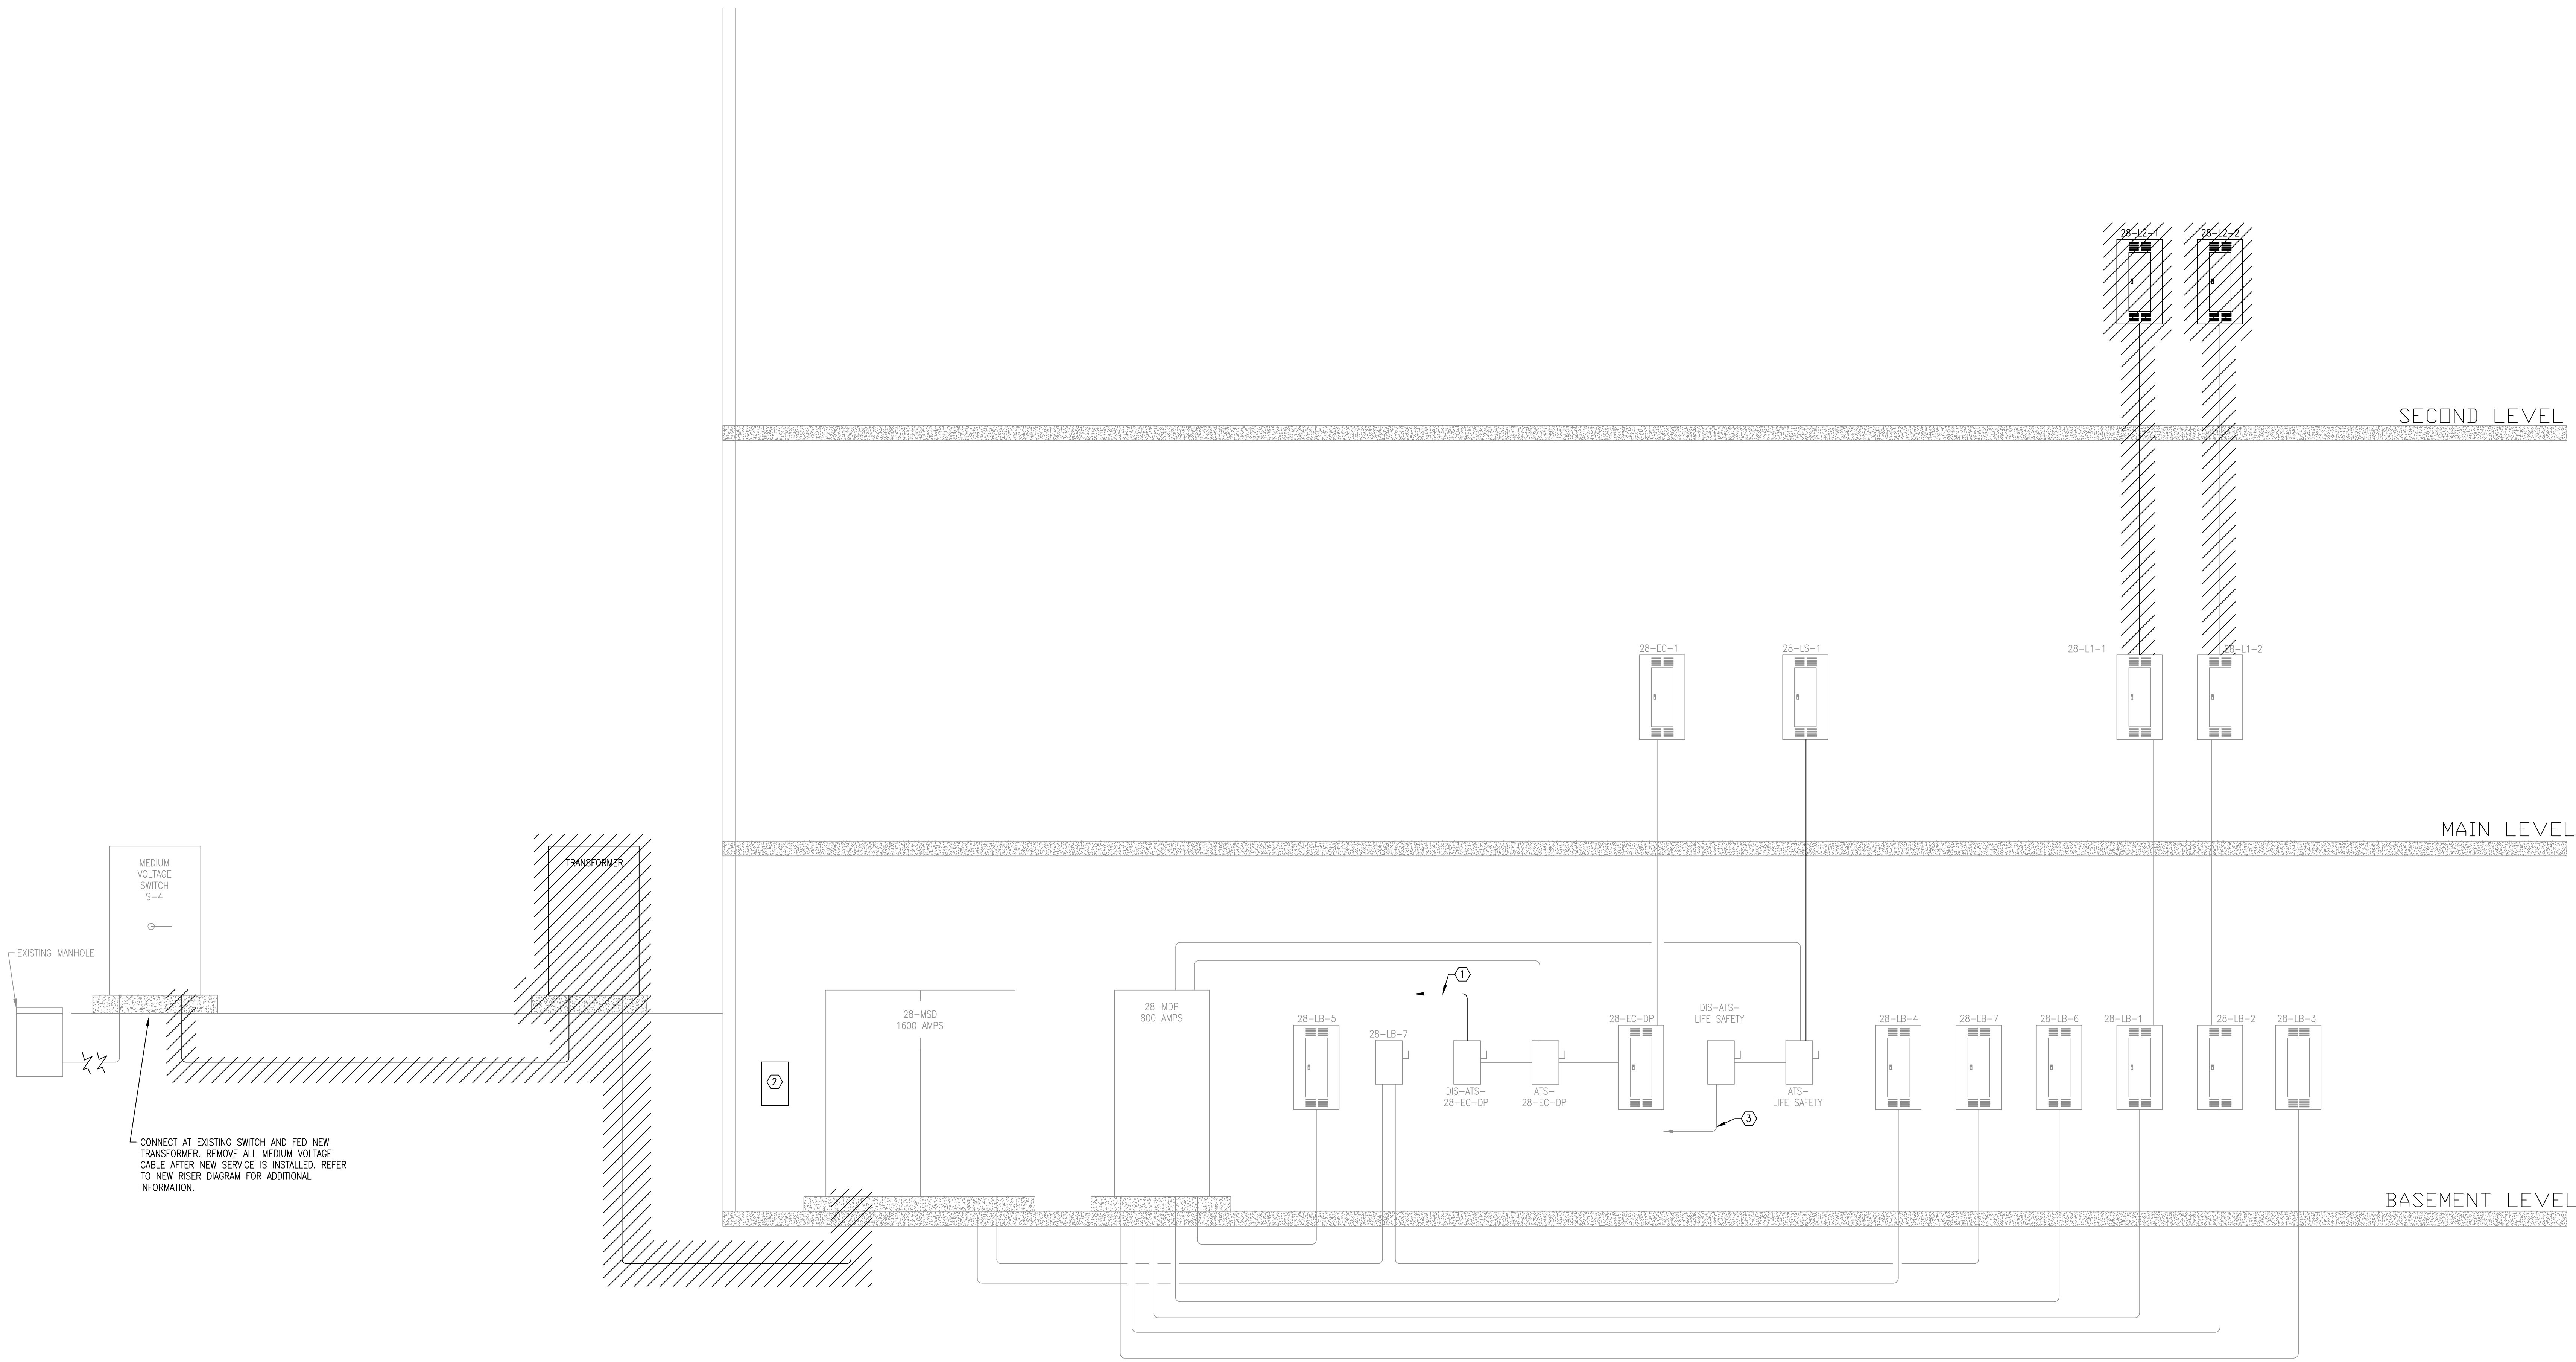 28-L2-1
28-L2-2
SECOND LEVEL
28-EC-1
28-LS-1
28-L1-1
28-L1-2
MAIN LEVEL
MEDIUM
VOLTAGE
SWITCH
S-4
TRANSFORMER
EXISTING MANHOLE
28-MSD
1600 AMPS
28-MDP
800 AMPS
1
28-LB-5
28-LB-7
DIS-ATS-
28-EC-DP
ATS-
28-EC-DP
28-EC-DP
DIS-ATS-
LIFE SAFETY
ATS-
LIFE SAFETY
28-LB-4
28-LB-7
28-LB-6
28-LB-1
28-LB-2
28-LB-3
2
3
CONNECT AT EXISTING SWITCH AND FED NEW
TRANSFORMER. REMOVE ALL MEDIUM VOLTAGE
CABLE AFTER NEW SERVICE IS INSTALLED. REFER
TO NEW RISER DIAGRAM FOR ADDITIONAL
INFORMATION.
BASEMENT LEVEL